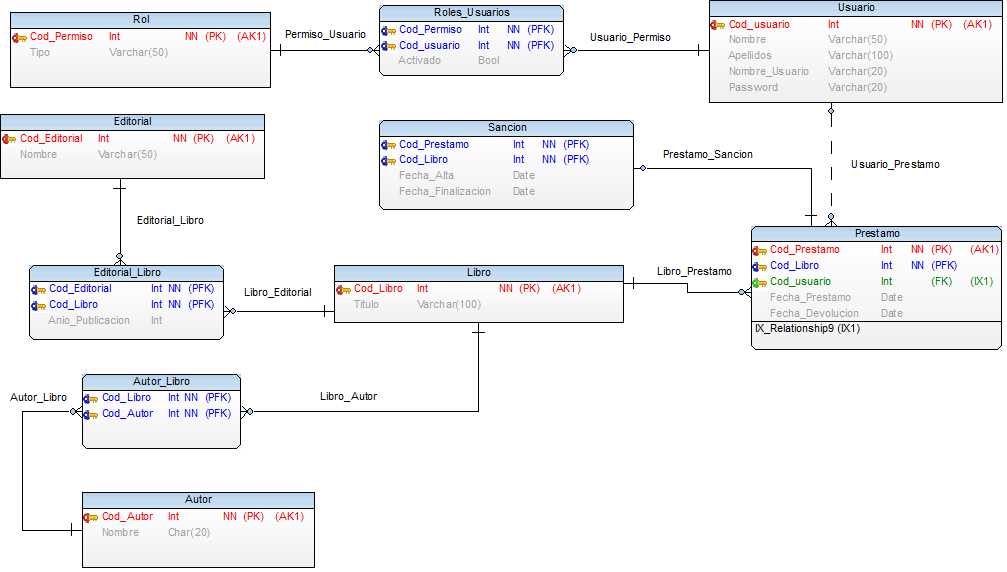 Rol
Cod_Permiso Int NN (PK) (AK1)
Tipo Varchar(50)
Permiso_Usuario
Roles_Usuarios
Cod_Permiso Int NN (PFK)
Cod_usuario Int NN (PFK)
Activado Bool
Usuario_Permiso
Usuario
Cod_usuario Int NN (PK) (AK1)
Nombre Varchar(50)
Apellidos Varchar(100)
Nombre_Usuario Varchar(20)
Password Varchar(20)
Editorial
Cod_Editorial Int NN (PK) (AK1)
Nombre Varchar(50)
Sancion
Cod_Prestamo Int NN (PFK)
Cod_Libro Int NN (PFK)
Fecha_Alta Date
Fecha_Finalizacion Date
Prestamo_Sancion
Usuario_Prestamo
Editorial_Libro
Prestamo
Cod_Prestamo Int NN (PK) (AK1)
Cod_Libro Int NN (PFK)
Cod_usuario Int (FK) (IX1)
Fecha_Prestamo Date
Fecha_Devolucion Date
IX_Relationship9 (IX1)
Editorial_Libro
Cod_Editorial Int NN (PFK)
Cod_Libro Int NN (PFK)
Anio_Publicacion Int
Libro_Editorial
Libro
Cod_Libro Int NN (PK) (AK1)
Titulo Varchar(100)
Libro_Prestamo
Autor_Libro
Autor_Libro
Cod_Libro Int NN (PFK)
Cod_Autor Int NN (PFK)
Libro_Autor
Autor
Cod_Autor Int NN (PK) (AK1)
Nombre Char(20)